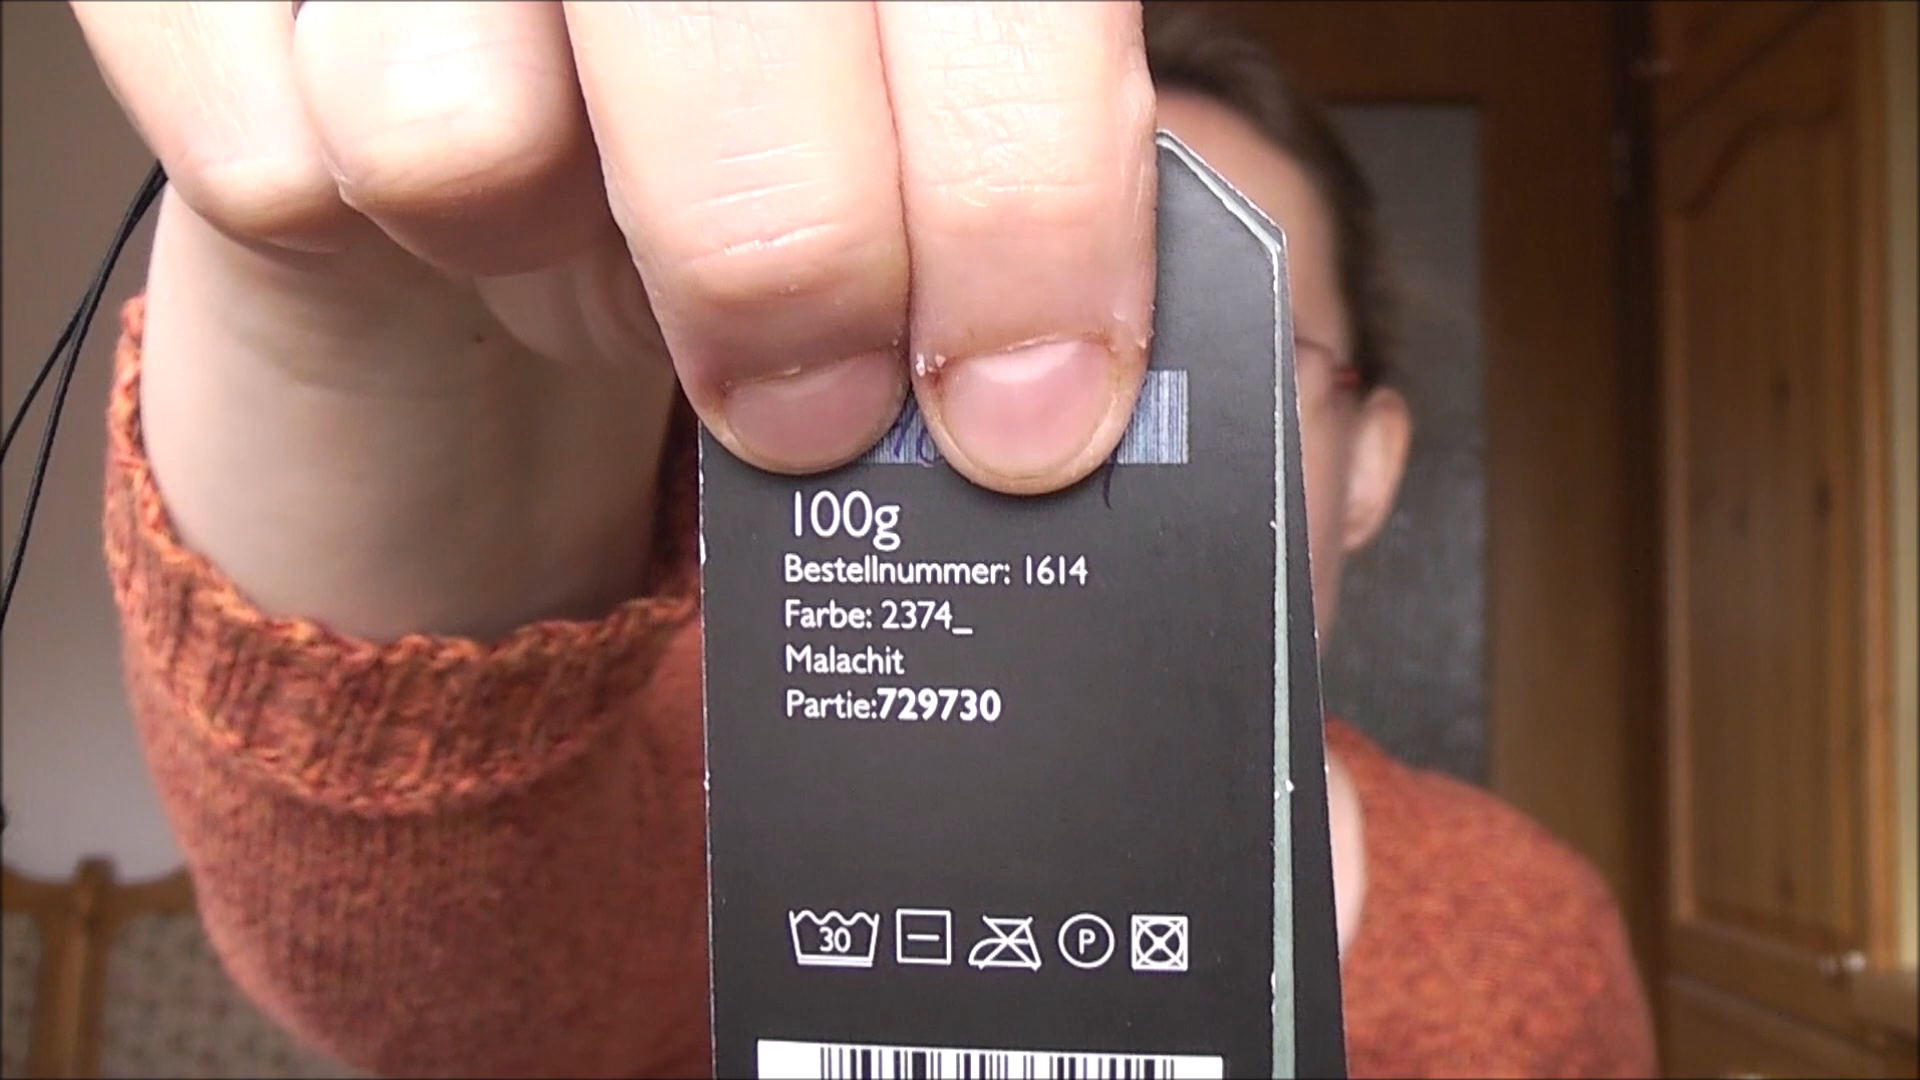 100g
Bestellnummer: 1614
Farbe: 2374_
Malachit
Partie:729730
30
P